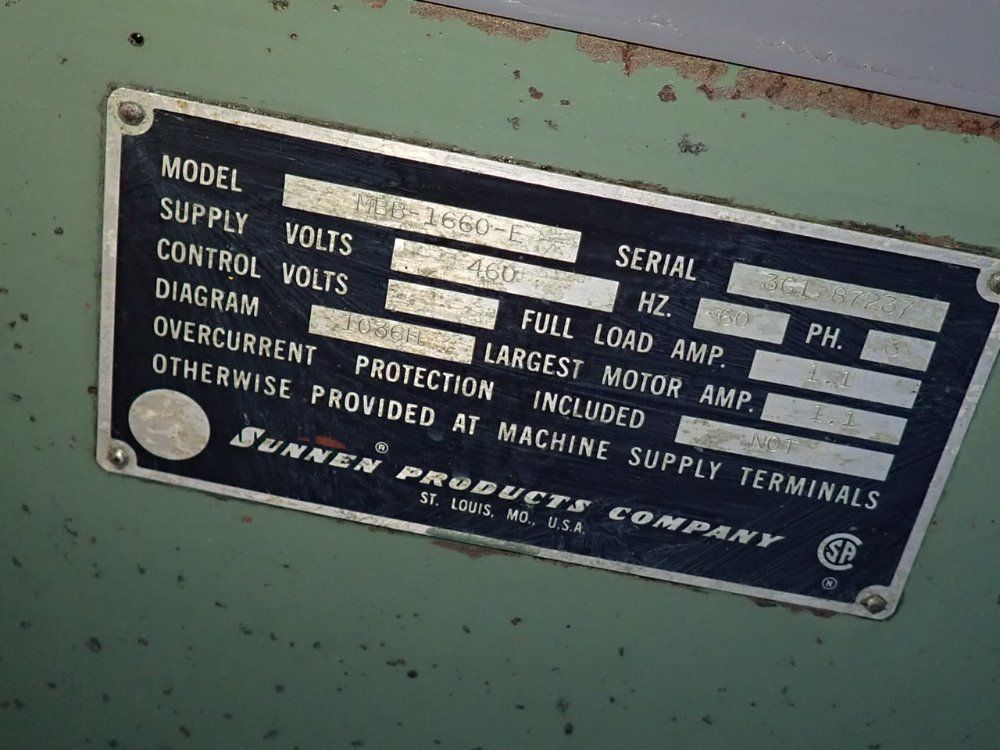 MODEL MBB-1660-E SERIAL 3G1 87237
SUPPLY VOLTS 460 HZ. 60 PH. 3
CONTROL VOLTS FULL LOAD AMP. 1.1
DIAGRAM 1036H LARGEST MOTOR AMP. 1.1
OVERCURRENT PROTECTION INCLUDED NOT
OTHERWISE PROVIDED AT MACHINE SUPPLY TERMINALS
SUNNEN® PRODUCTS COMPANY
ST. LOUIS, MO., U.S.A.
SA
N